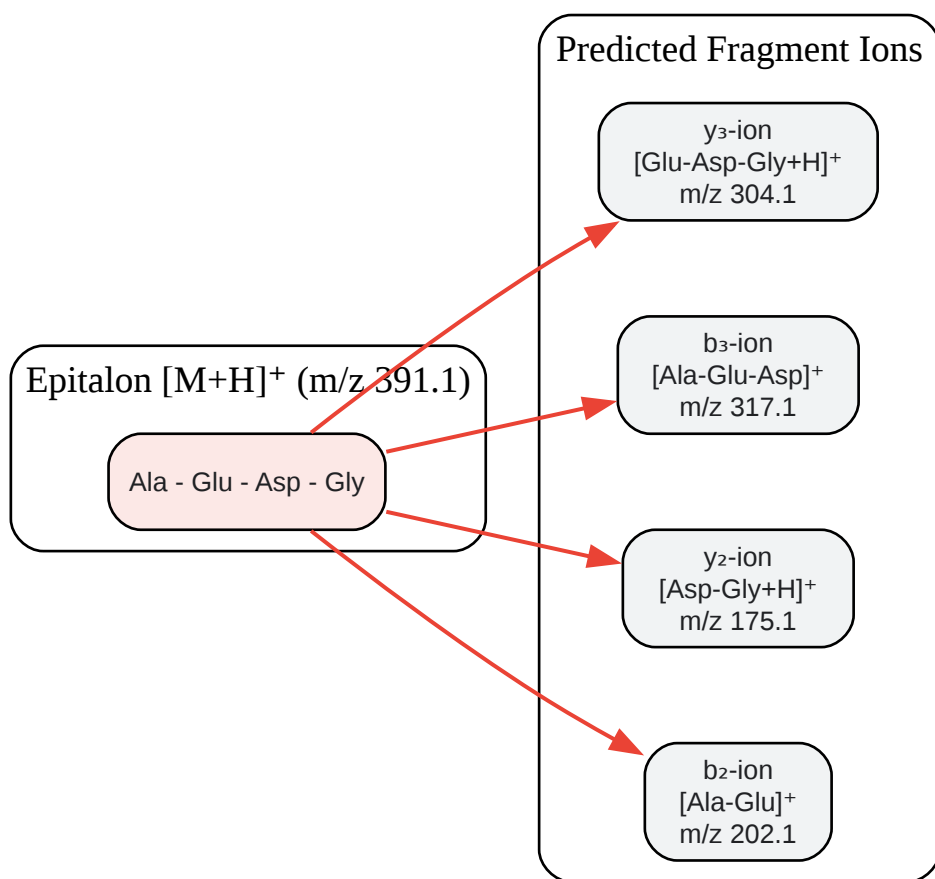 Predicted Fragment Ions
y₃-ion
[Glu-Asp-Gly+H]⁺
m/z 304.1
Epitalon [M+H]⁺ (m/z 391.1)
Ala - Glu - Asp - Gly
b₃-ion
[Ala-Glu-Asp]⁺
m/z 317.1
y₂-ion
[Asp-Gly+H]⁺
m/z 175.1
b₂-ion
[Ala-Glu]⁺
m/z 202.1